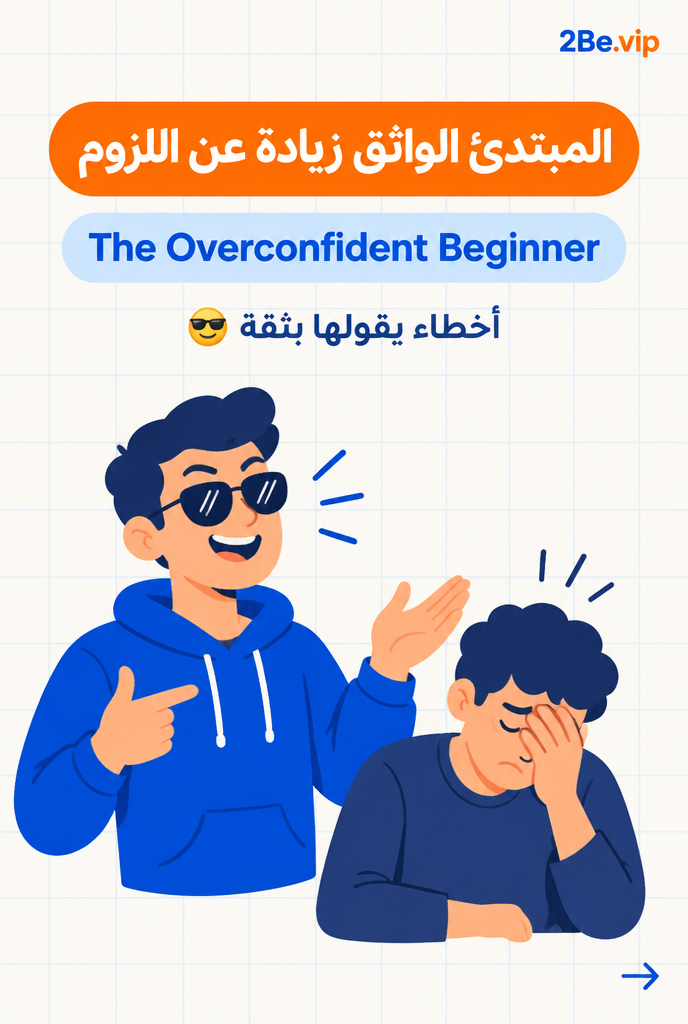 2Be.vip
المبتدئ الواثق زيادة عن اللزوم
The Overconfident Beginner
أخطاء يقولها بثقة 😎